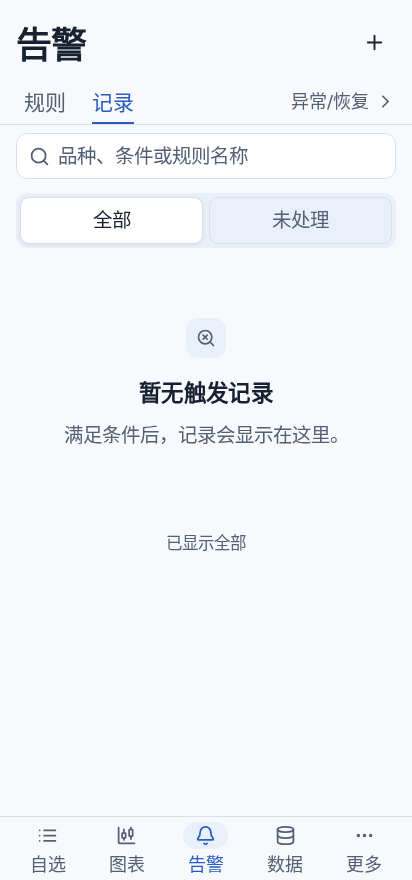 告警
规则 记录 异常/恢复
品种、条件或规则名称
全部 未处理
暂无触发记录
满足条件后，记录会显示在这里。
已显示全部
自选 图表 告警 数据 更多